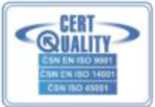 CERT
QUALITY
ČSN EN ISO 9001
ČSN EN ISO 14001
ČSN ISO 45001